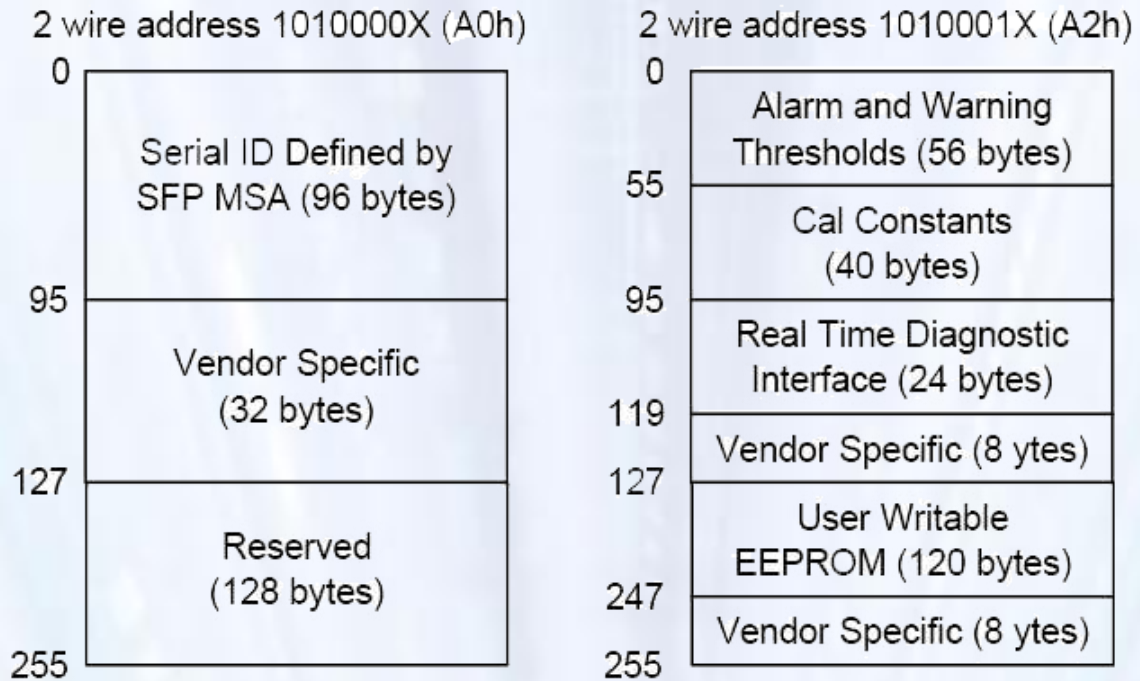 2 wire address 1010000X (A0h)
0
Serial ID Defined by
SFP MSA (96 bytes)
95
Vendor Specific
(32 bytes)
127
Reserved
(128 bytes)
255
2 wire address 1010001X (A2h)
0
Alarm and Warning
Thresholds (56 bytes)
55
Cal Constants
(40 bytes)
95
Real Time Diagnostic
Interface (24 bytes)
119
Vendor Specific (8 ytes)
127
User Writable
EEPROM (120 bytes)
247
Vendor Specific (8 ytes)
255